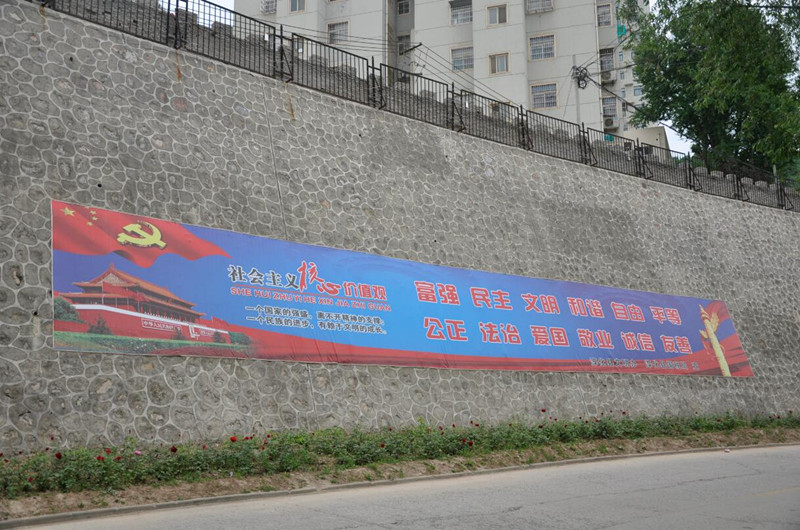 社会主义核心价值观
SHE HUI ZHU YI HE XIN JIA ZHI GUAN
一个国家的强盛，离不开精神的支撑，
一个民族的进步，有赖于文明的成长。
富强 民主 文明 和谐 自由 平等
公正 法治 爱国 敬业 诚信 友善